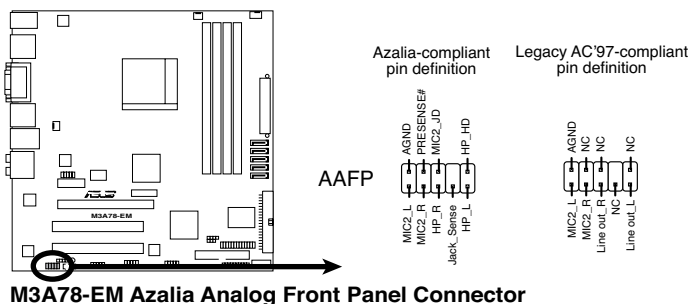 Azalia-compliant
pin definition
Legacy AC'97-compliant
pin definition
AGND
PRESENSE#
MIC2_JD
HP_HD
AGND
NC
NC
NC
AAFP
MIC2_L
MIC2_R
HP_R
Jack_Sense
HP_L
MIC2_L
MIC2_R
Line out_R
NC
Line out_L
ASUS
M3A78-EM
M3A78-EM Azalia Analog Front Panel Connector